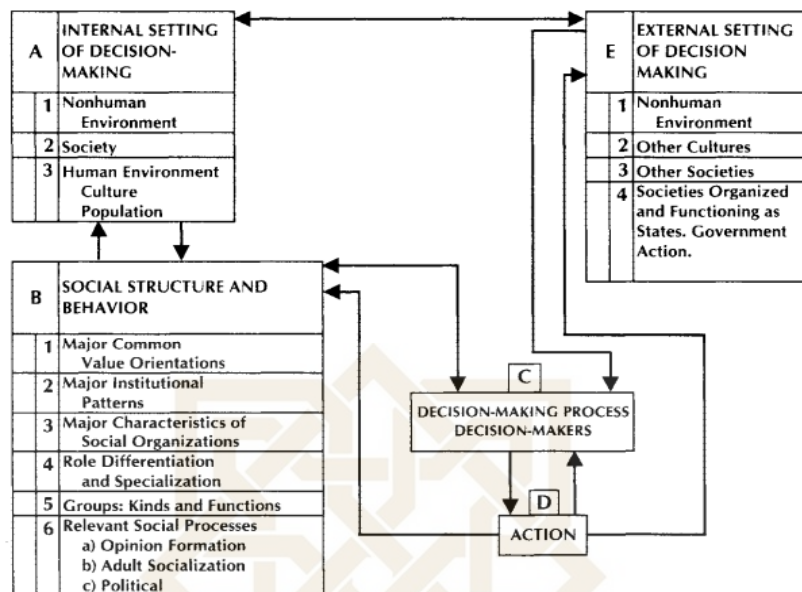 A
INTERNAL SETTING
OF DECISION-
MAKING
1 Nonhuman
Environment
2 Society
3 Human Environment
Culture
Population
E
EXTERNAL SETTING
OF DECISION
MAKING
1 Nonhuman
Environment
2 Other Cultures
3 Other Societies
4 Societies Organized
and Functioning as
States. Government
Action.
B
SOCIAL STRUCTURE AND
BEHAVIOR
1 Major Common
Value Orientations
2 Major Institutional
Patterns
3 Major Characteristics of
Social Organizations
4 Role Differentiation
and Specialization
5 Groups: Kinds and Functions
6 Relevant Social Processes
a) Opinion Formation
b) Adult Socialization
c) Political
C
DECISION-MAKING PROCESS
DECISION-MAKERS
D
ACTION